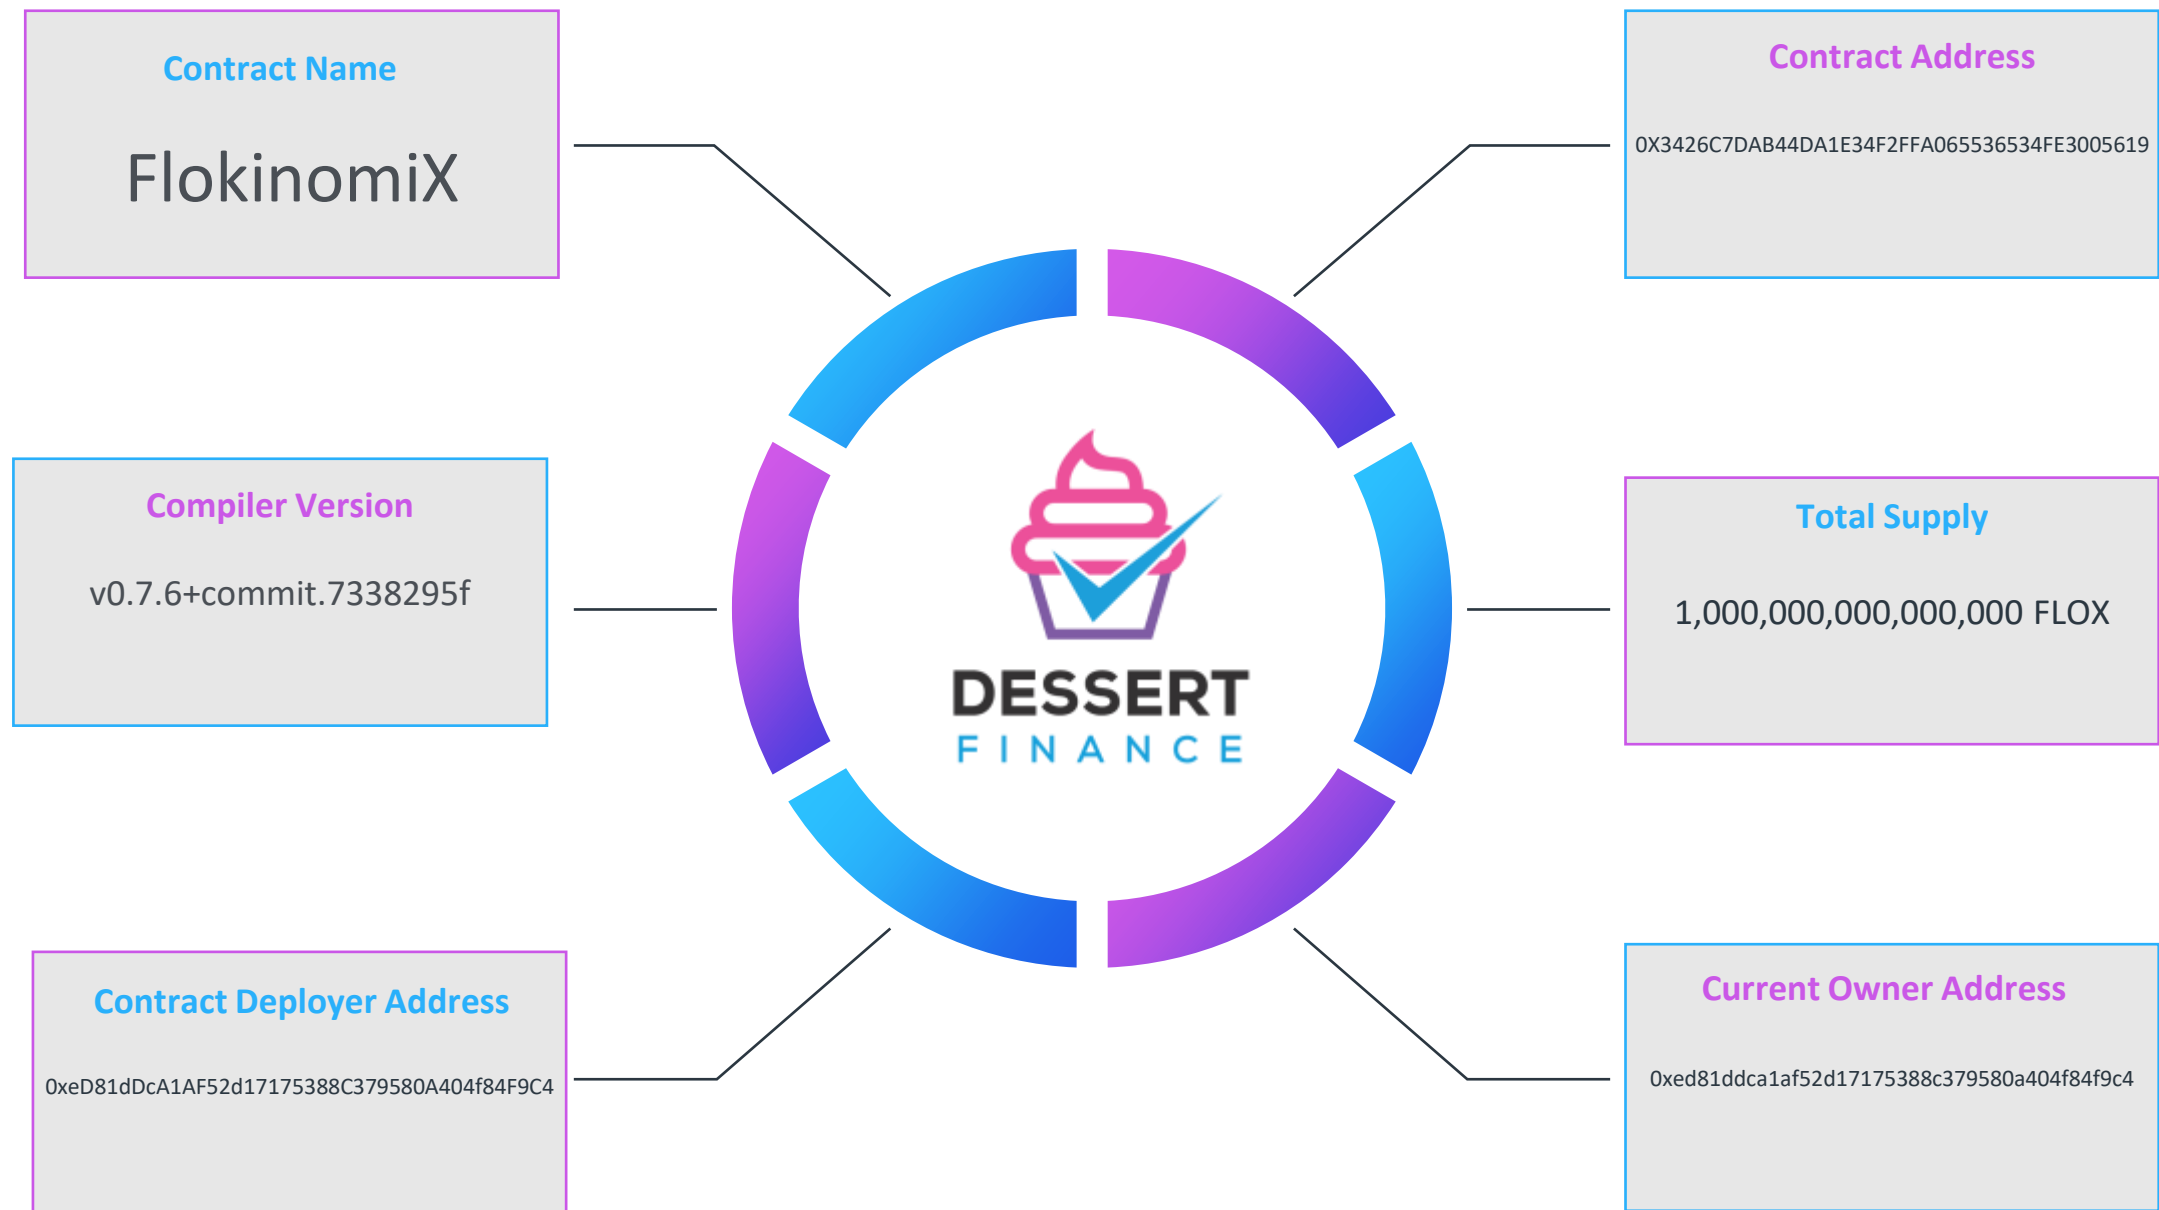 Contract Name
FlokinomiX
Contract Address
0X3426C7DAB44DA1E34F2FFA065536534FE3005619
Compiler Version
v0.7.6+commit.7338295f
DESSERT
FINANCE
Total Supply
1,000,000,000,000,000 FLOX
Contract Deployer Address
0xeD81dDcA1AF52d17175388C379580A404f84F9C4
Current Owner Address
0xed81ddca1af52d17175388c379580a404f84f9c4